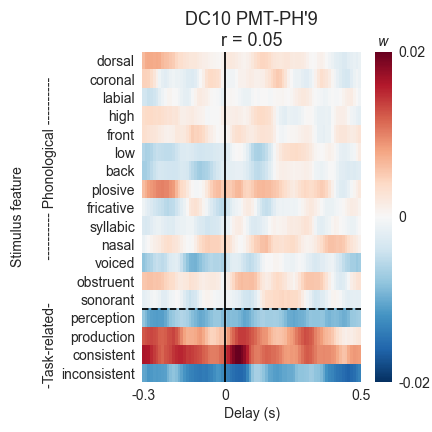 DC10 PMT-PH'9
r = 0.05
w
Stimulus feature
---------- Phonological ----------
-Task-related-
dorsal
coronal
labial
high
front
low
back
plosive
fricative
syllabic
nasal
voiced
obstruent
sonorant
perception
production
consistent
inconsistent
0.02
0
-0.02
-0.3 0 0.5
Delay (s)